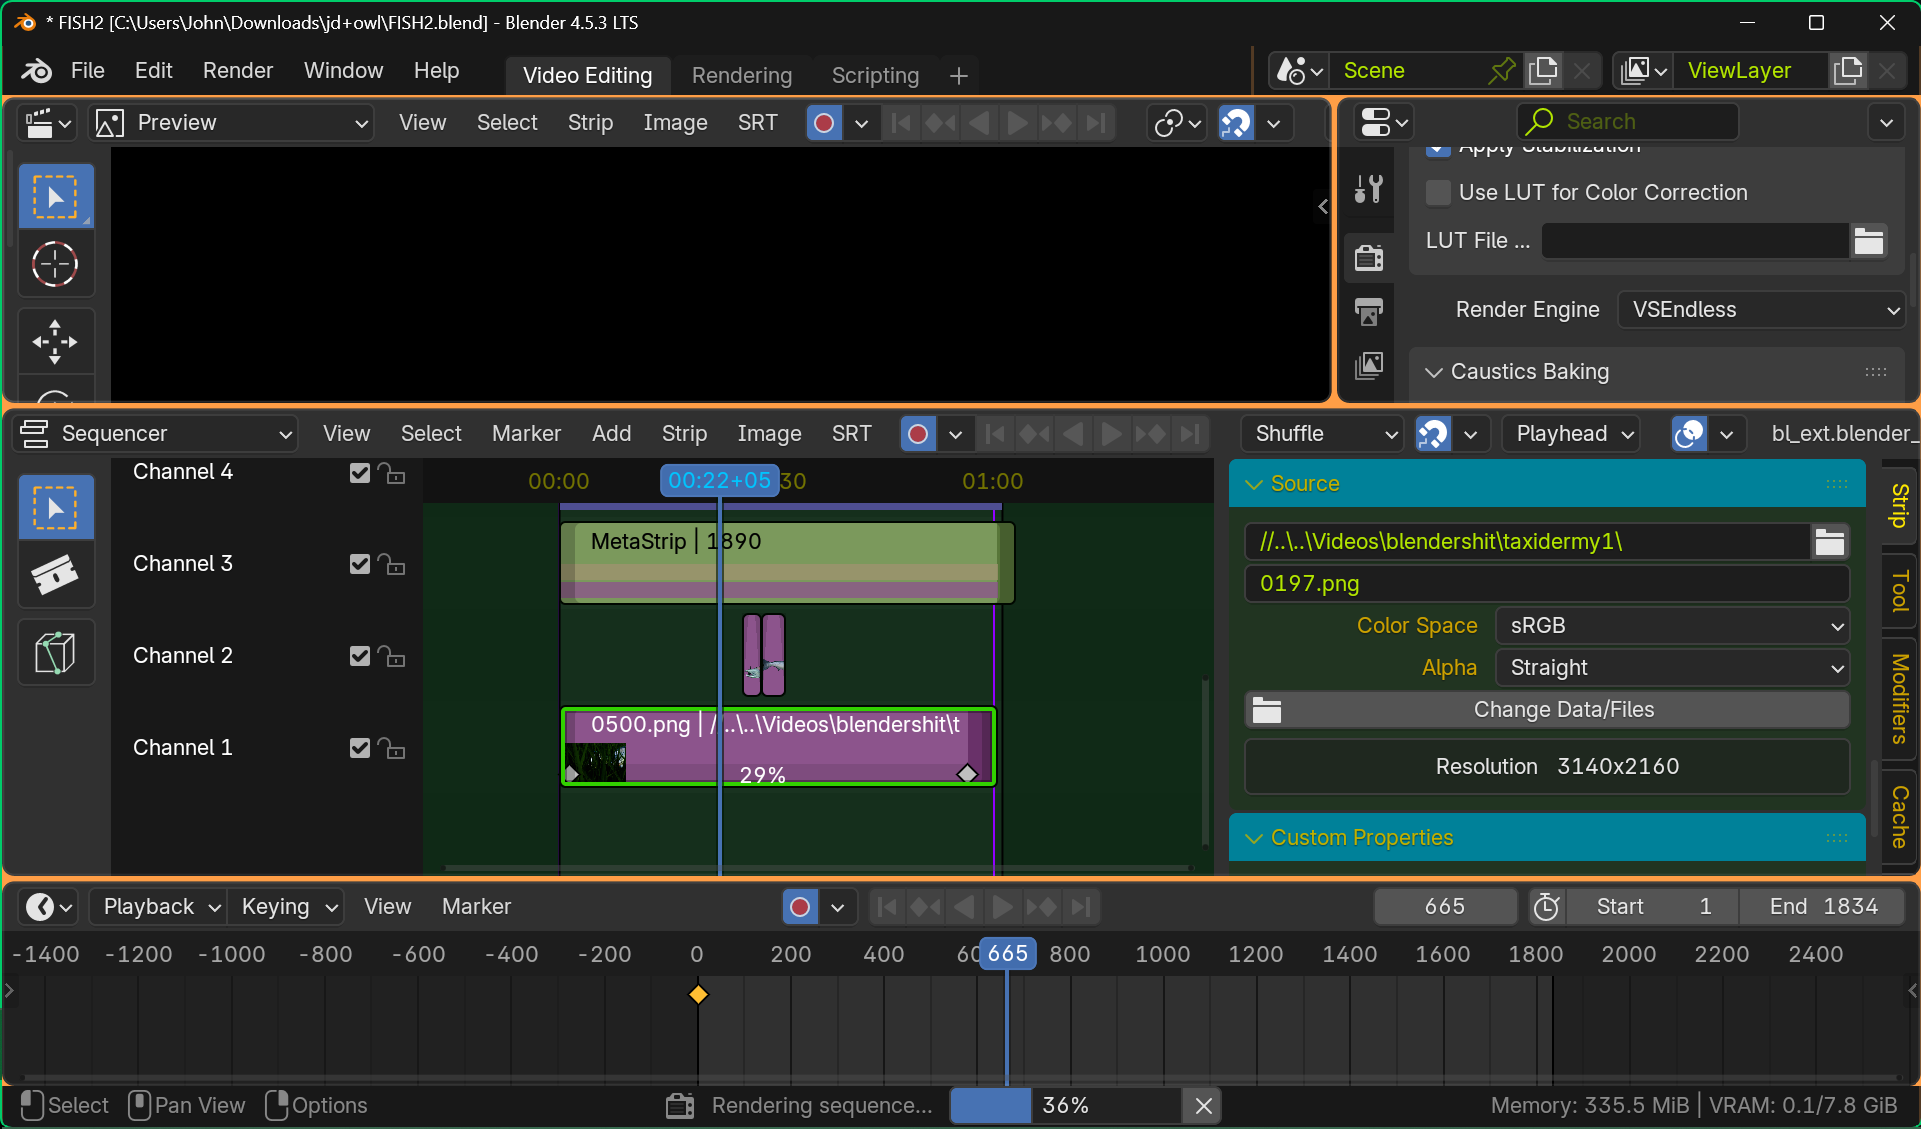 * FISH2 [C:\Users\John\Downloads\jd+owl\FISH2.blend] - Blender 4.5.3 LTS
File Edit Render Window Help Video Editing Rendering Scripting + Scene ViewLayer
Preview View Select Strip Image SRT Search
Apply Stabilization
Use LUT for Color Correction
LUT File ...
Render Engine VSEndless
Caustics Baking
Sequencer View Select Marker Add Strip Image SRT Shuffle Playhead bl_ext.blender_
Channel 4
Channel 3
Channel 2
Channel 1
00:00 00:22+05 30 01:00
MetaStrip | 1890
0500.png | //..\..\Videos\blendershit\t
29%
Source
//..\..\Videos\blendershit\taxidermy1\
0197.png
Color Space sRGB
Alpha Straight
Change Data/Files
Resolution 3140x2160
Custom Properties
Strip
Tool
Modifiers
Cache
Playback Keying View Marker 665 Start 1 End 1834
-1400 -1200 -1000 -800 -600 -400 -200 0 200 400 60 665 800 1000 1200 1400 1600 1800 2000 2200 2400
Select Pan View Options Rendering sequence... 36% Memory: 335.5 MiB | VRAM: 0.1/7.8 GiB